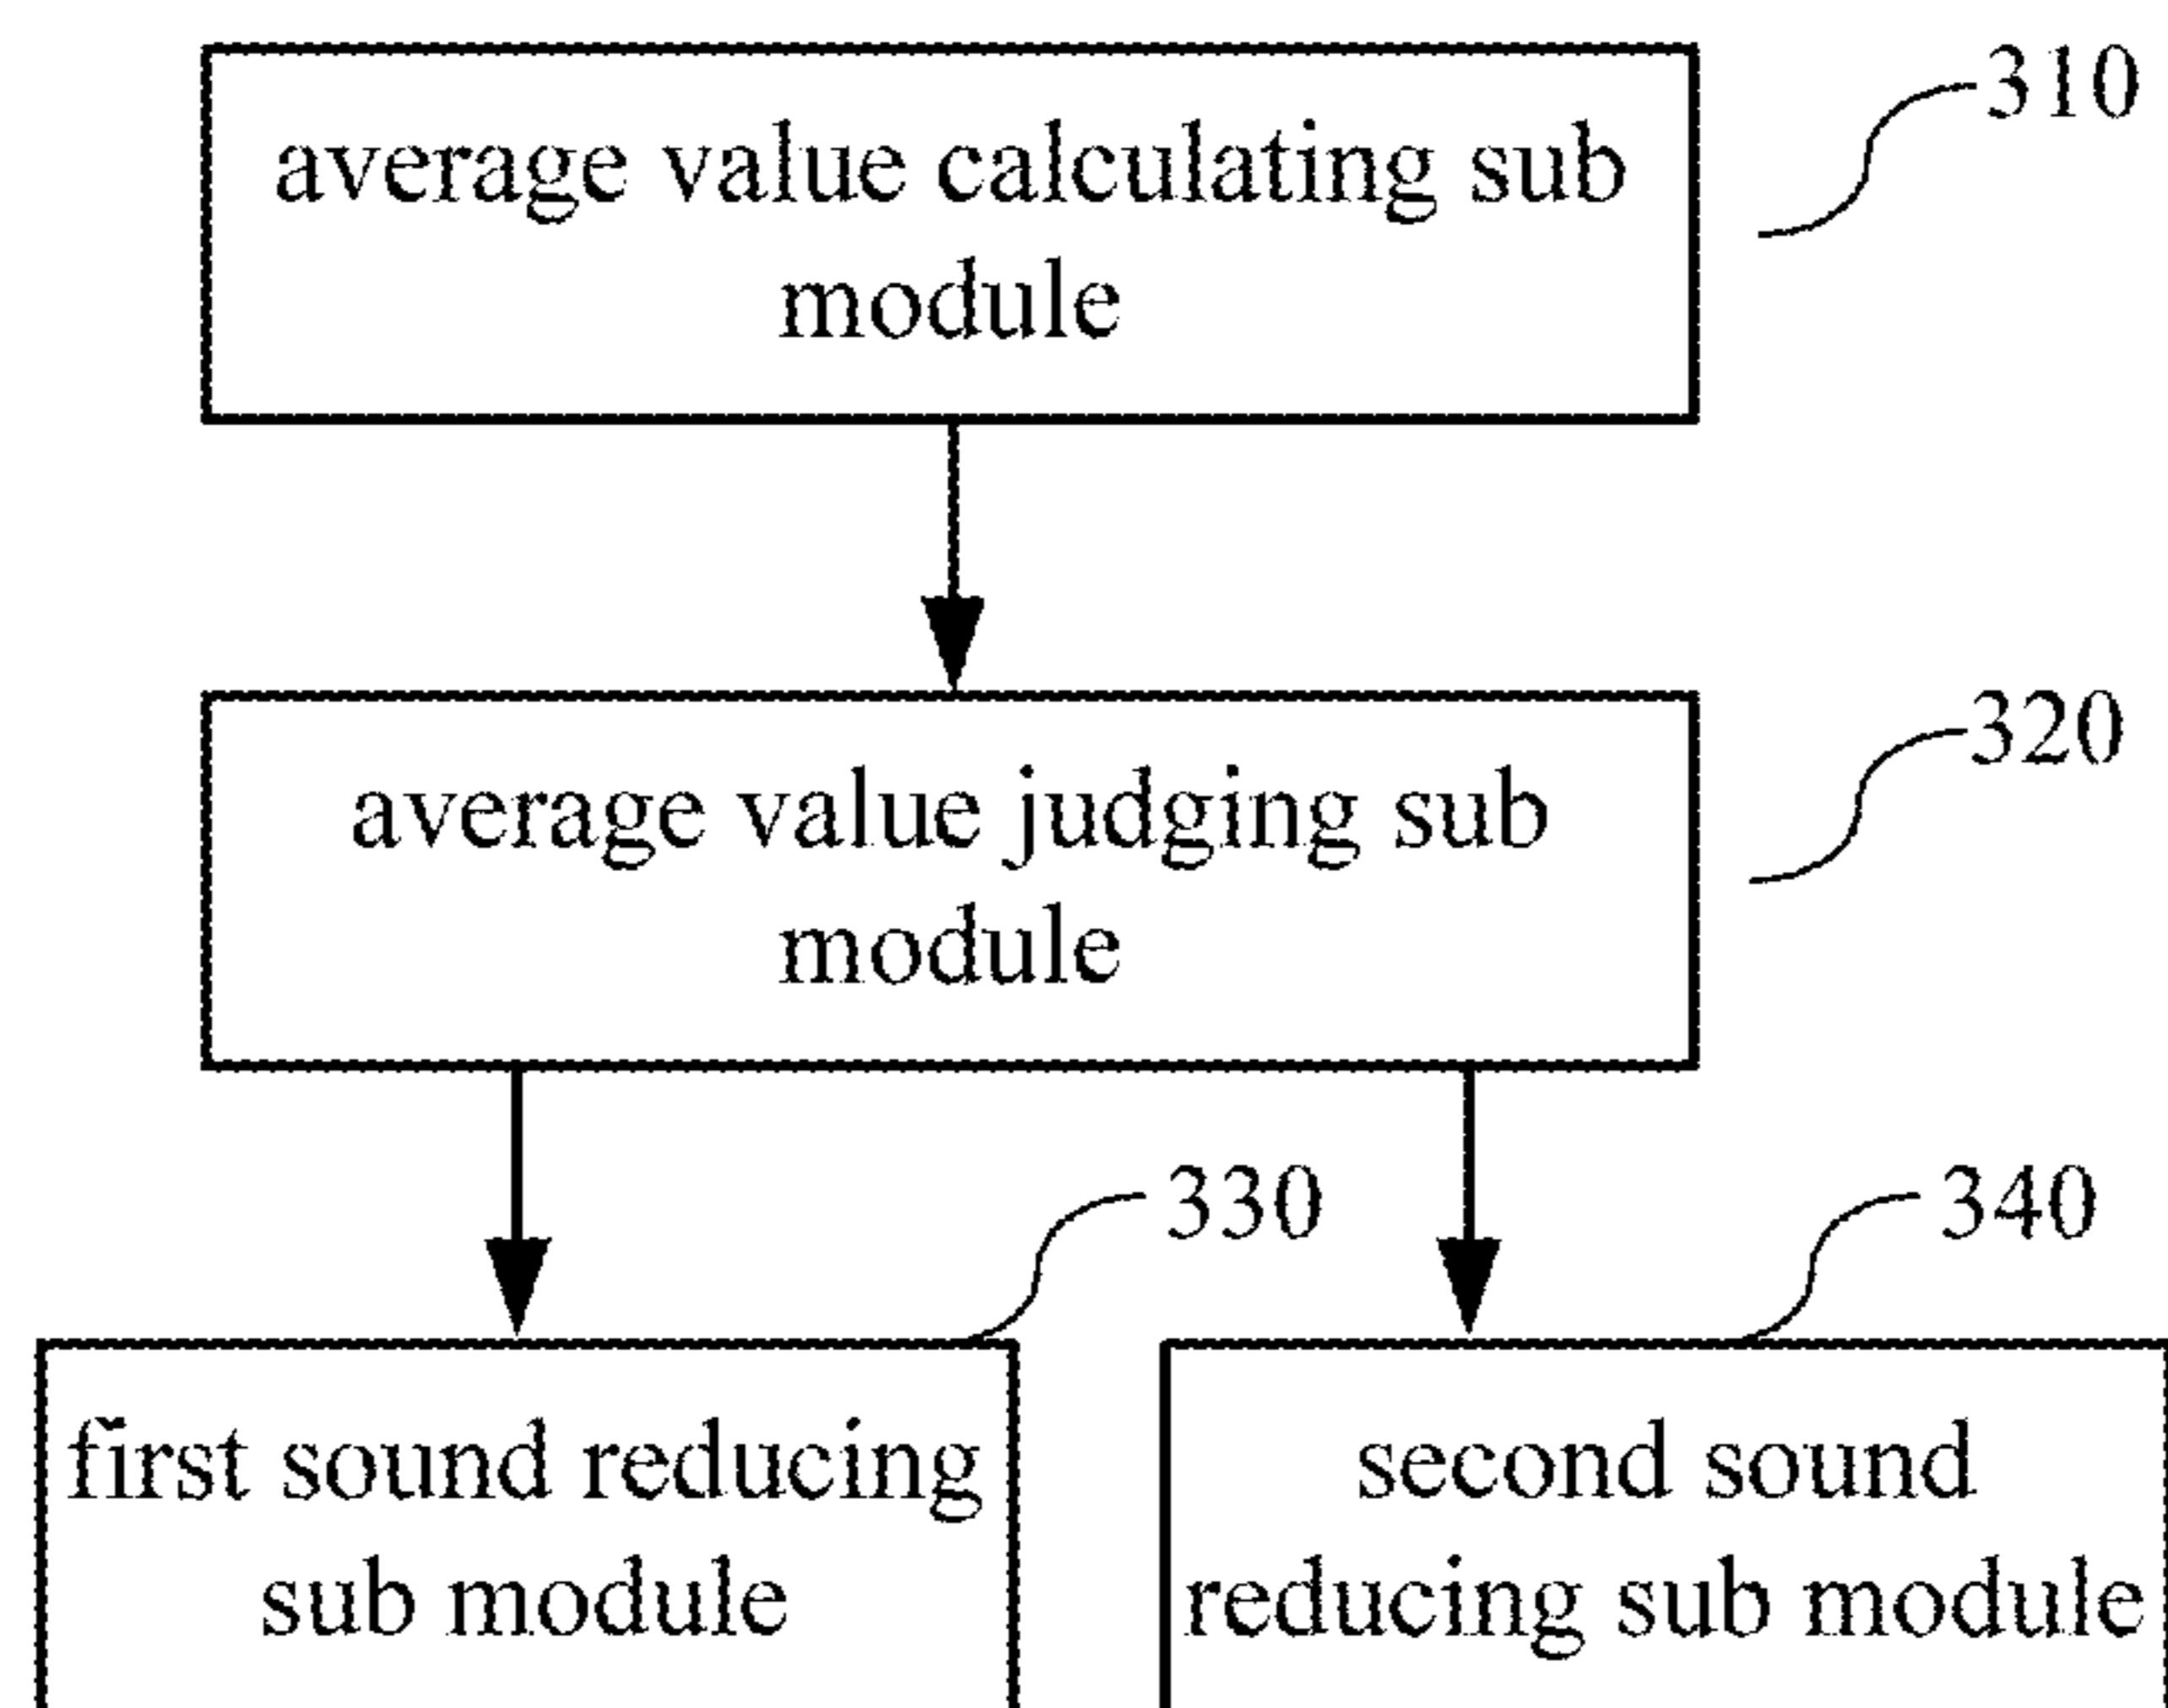 310
average value calculating sub
module
320
average value judging sub
module
330
340
first sound reducing
sub module
second sound
reducing sub module